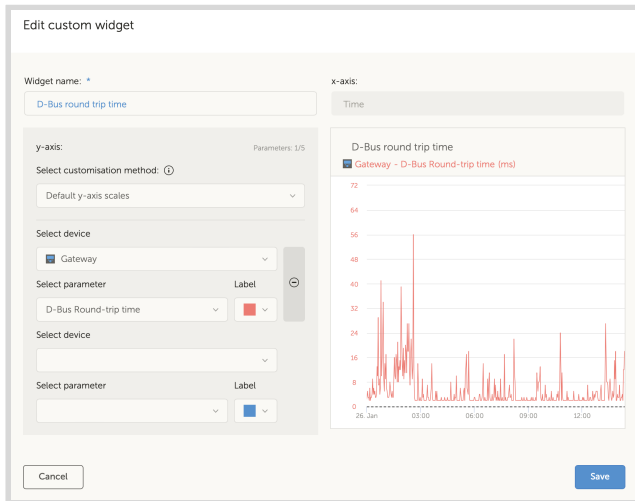 Edit custom widget
Widget name: *
x-axis:
D-Bus round trip time
Time
y-axis:
Parameters: 1/5
Select customisation method:
Default y-axis scales
Select device
Gateway
Select parameter
Label
D-Bus Round-trip time
Select device
Select parameter
Label
D-Bus round trip time
Gateway - D-Bus Round-trip time (ms)
72
64
56
48
40
32
24
16
8
0
26. Jan
03:00
06:00
09:00
12:00
Cancel
Save